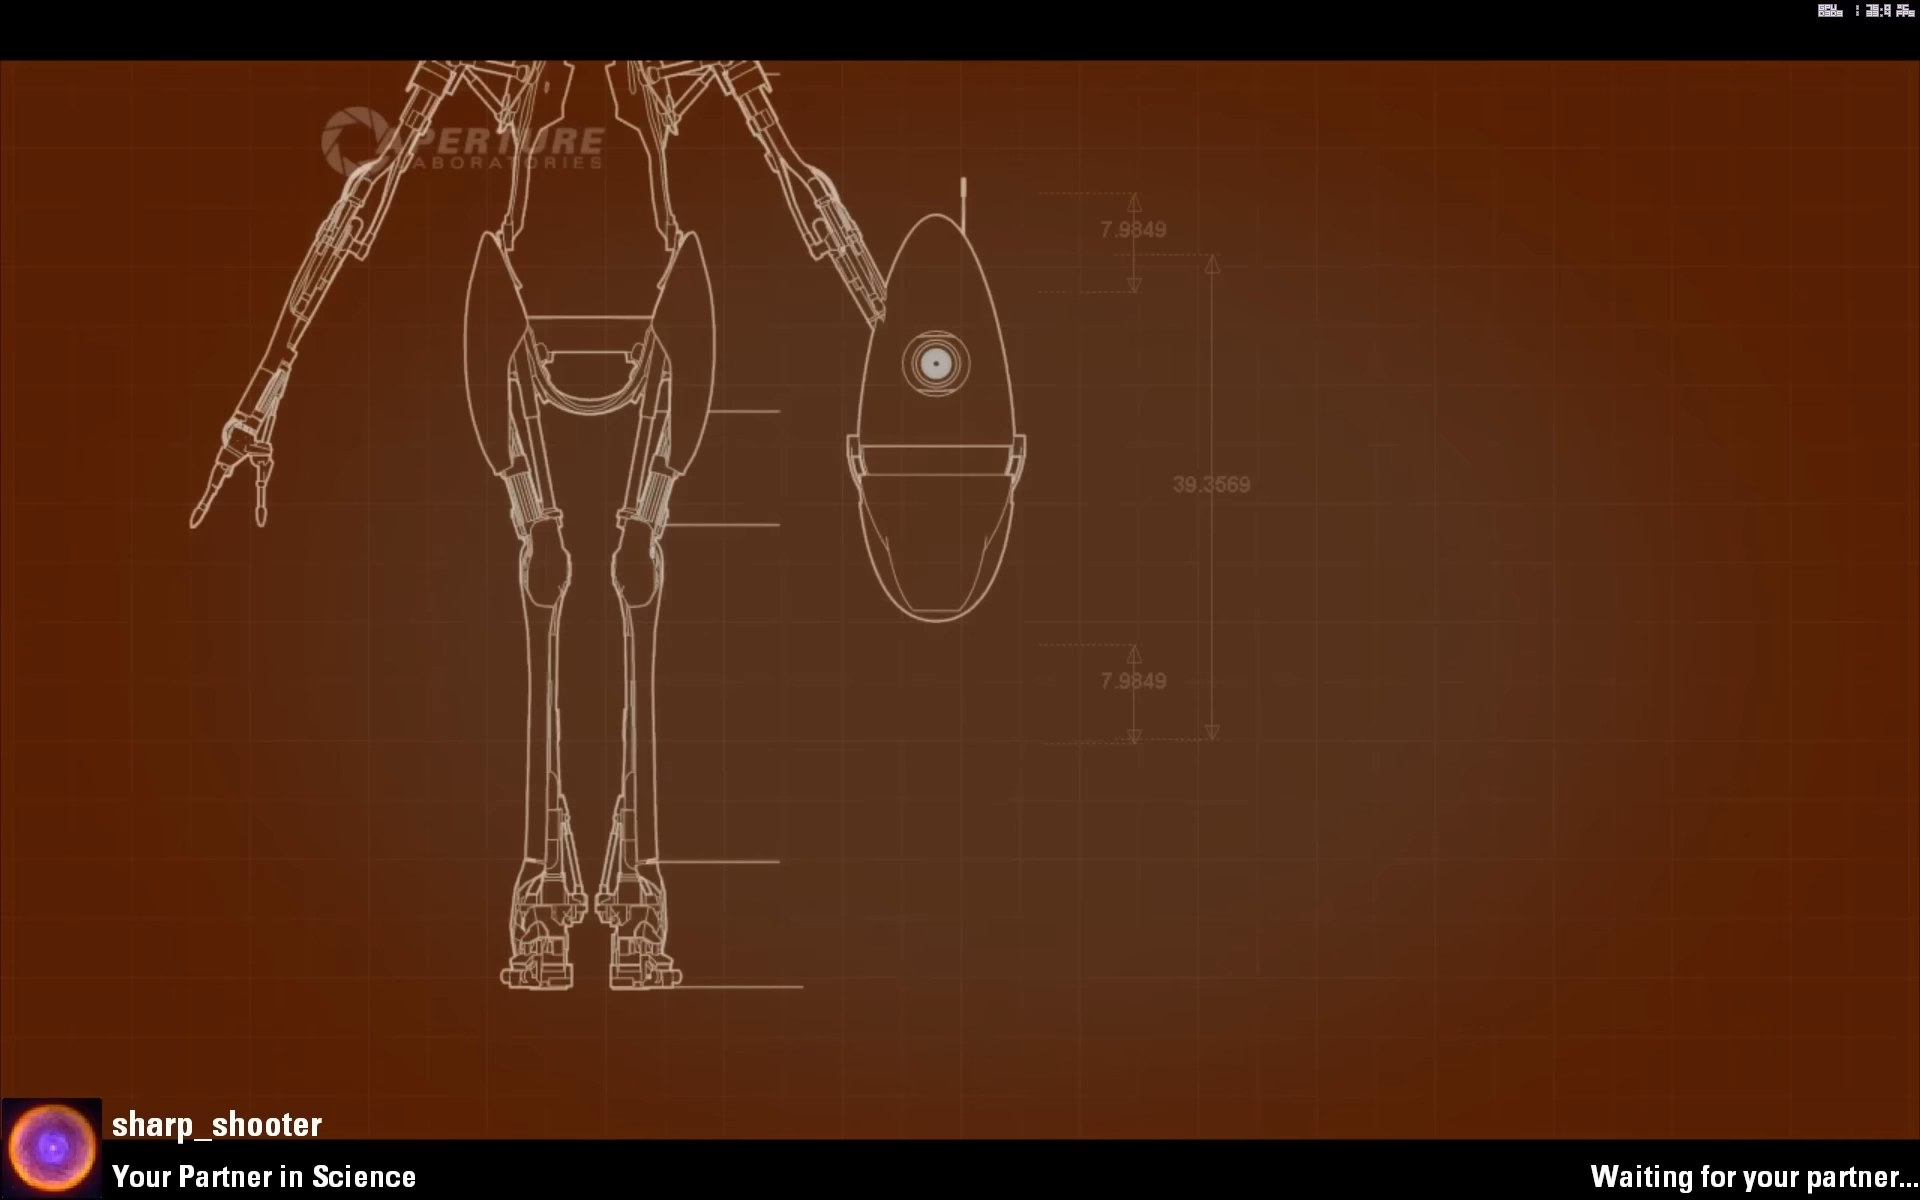 APERTURE
LABORATORIES
7.9849
39.3569
7.9849
sharp_shooter
Your Partner in Science
Waiting for your partner...